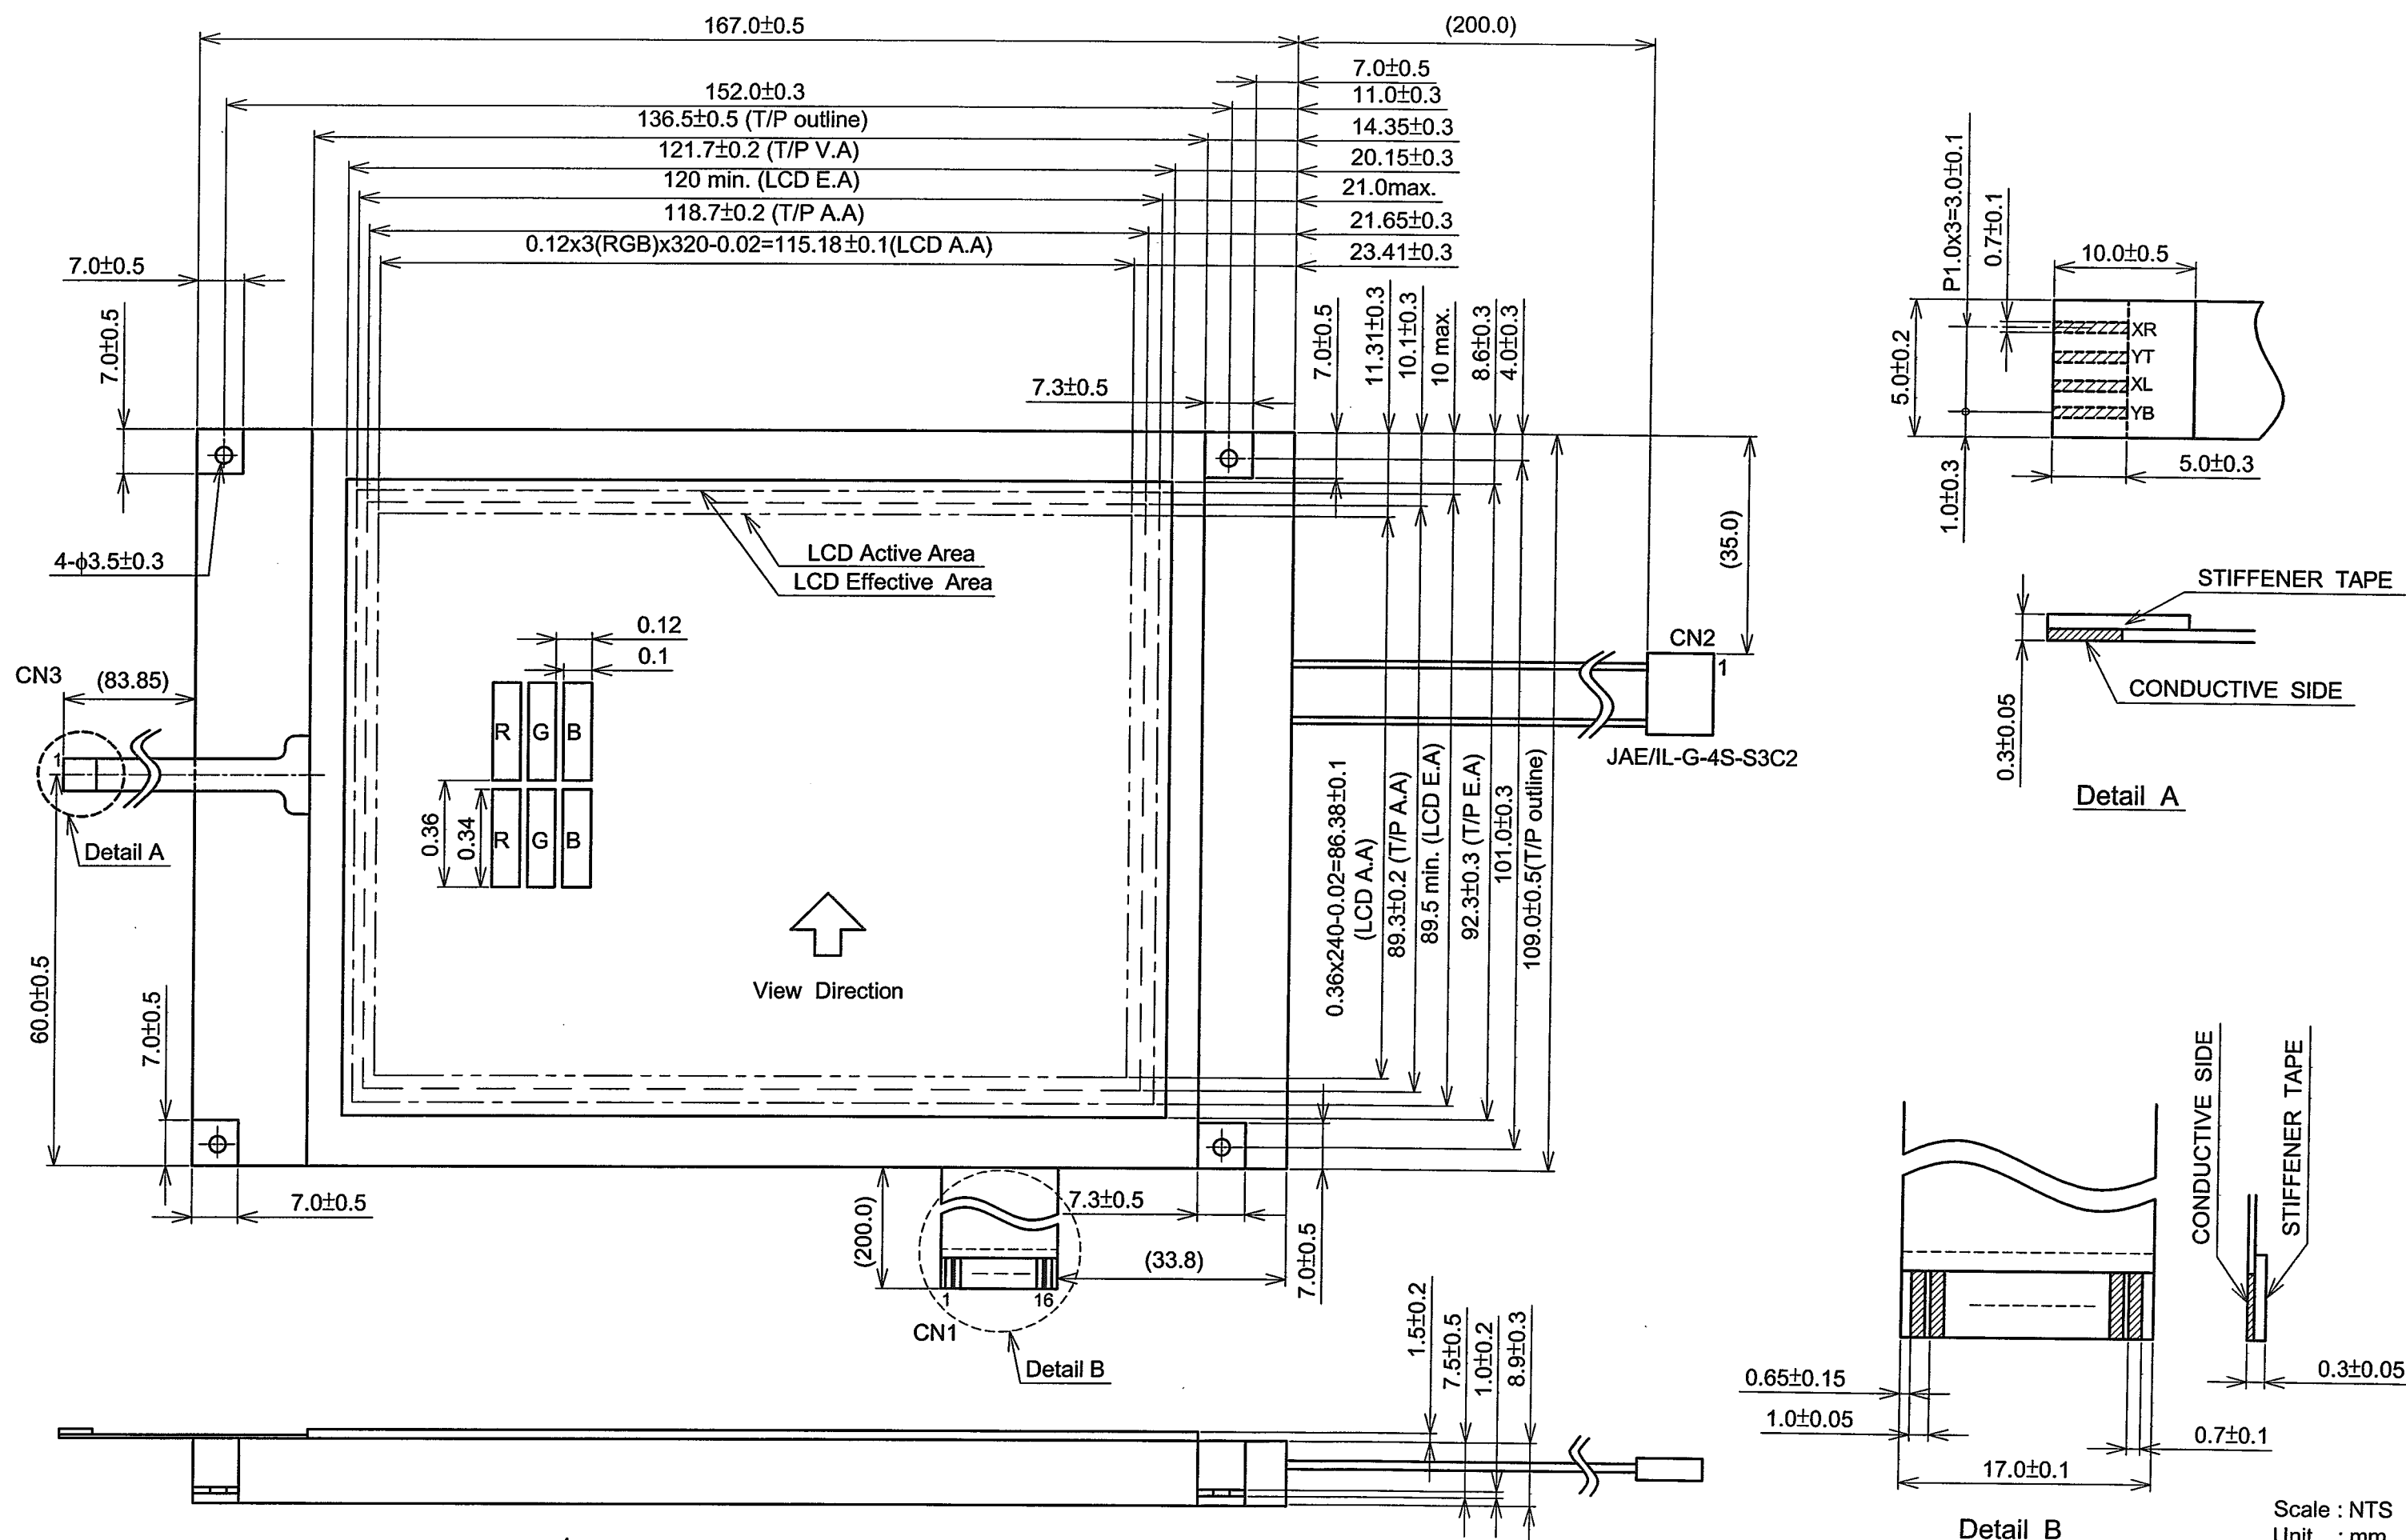 167.0±0.5
(200.0)
7.0±0.5
152.0±0.3
11.0±0.3
136.5±0.5 (T/P outline)
14.35±0.3
121.7±0.2 (T/P V.A)
20.15±0.3
120 min. (LCD E.A)
21.0max.
118.7±0.2 (T/P A.A)
21.65±0.3
0.12x3(RGB)x320-0.02=115.18±0.1(LCD A.A)
23.41±0.3
7.0±0.5
7.0±0.5
7.3±0.5
7.0±0.5
11.31±0.3
10.1±0.3
10 max.
8.6±0.3
4.0±0.3
4-ϕ3.5±0.3
LCD Active Area
LCD Effective Area
(35.0)
0.12
0.1
CN3
(83.85)
CN2
1
JAE/IL-G-4S-S3C2
R G B
R G B
0.36
0.34
1
Detail A
View Direction
60.0±0.5
7.0±0.5
0.36x240-0.02=86.38±0.1
(LCD A.A)
89.3±0.2 (T/P A.A)
89.5 min. (LCD E.A)
92.3±0.3 (T/P E.A)
101.0±0.3
109.0±0.5(T/P outline)
7.0±0.5
(200.0)
7.3±0.5
(33.8)
7.0±0.5
1 16
CN1
Detail B
1.5±0.2
7.5±0.5
1.0±0.2
8.9±0.3
P1.0x3=3.0±0.1
0.7±0.1
10.0±0.5
5.0±0.2
XR
YT
XL
YB
1.0±0.3
5.0±0.3
STIFFENER TAPE
0.3±0.05
CONDUCTIVE SIDE
Detail A
CONDUCTIVE SIDE
STIFFENER TAPE
0.65±0.15
0.3±0.05
1.0±0.05
0.7±0.1
17.0±0.1
Detail B
Scale : NTS
Unit : mm